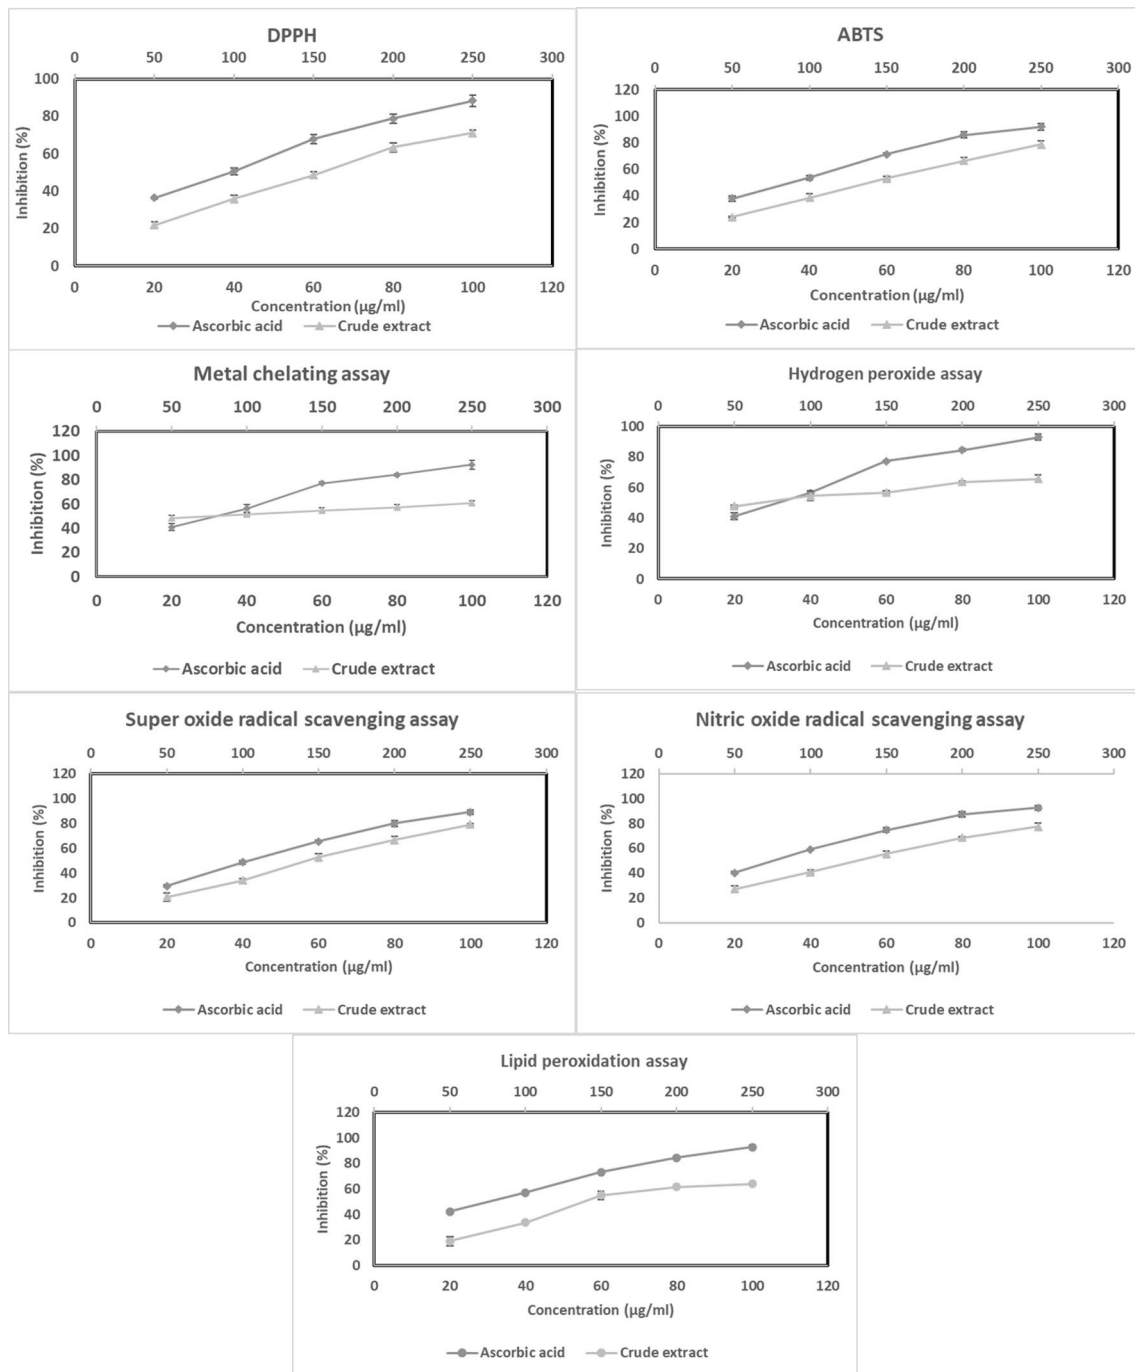 DPPH
0 50 100 150 200 250 300
100
80
60
40
20
0
Inhibition (%)
0 20 40 60 80 100 120
Concentration (µg/ml)
Ascorbic acid Crude extract
ABTS
0 50 100 150 200 250 300
120
100
80
60
40
20
0
Inhibition (%)
0 20 40 60 80 100 120
Concentration (µg/ml)
Ascorbic acid Crude extract
Metal chelating assay
0 50 100 150 200 250 300
120
100
80
60
40
20
0
Inhibition (%)
0 20 40 60 80 100 120
Concentration (µg/ml)
Ascorbic acid Crude extract
Hydrogen peroxide assay
0 50 100 150 200 250 300
100
80
60
40
20
0
Inhibition (%)
0 20 40 60 80 100 120
Concentration (µg/ml)
Ascorbic acid Crude extract
Super oxide radical scavenging assay
0 50 100 150 200 250 300
120
100
80
60
40
20
0
Inhibition (%)
0 20 40 60 80 100 120
Concentration (µg/ml)
Ascorbic acid Crude extract
Nitric oxide radical scavenging assay
0 50 100 150 200 250 300
120
100
80
60
40
20
0
Inhibition (%)
0 20 40 60 80 100 120
Concentration (µg/ml)
Ascorbic acid Crude extract
Lipid peroxidation assay
0 50 100 150 200 250 300
120
100
80
60
40
20
0
Inhibition (%)
0 20 40 60 80 100 120
Concentration (µg/ml)
Ascorbic acid Crude extract